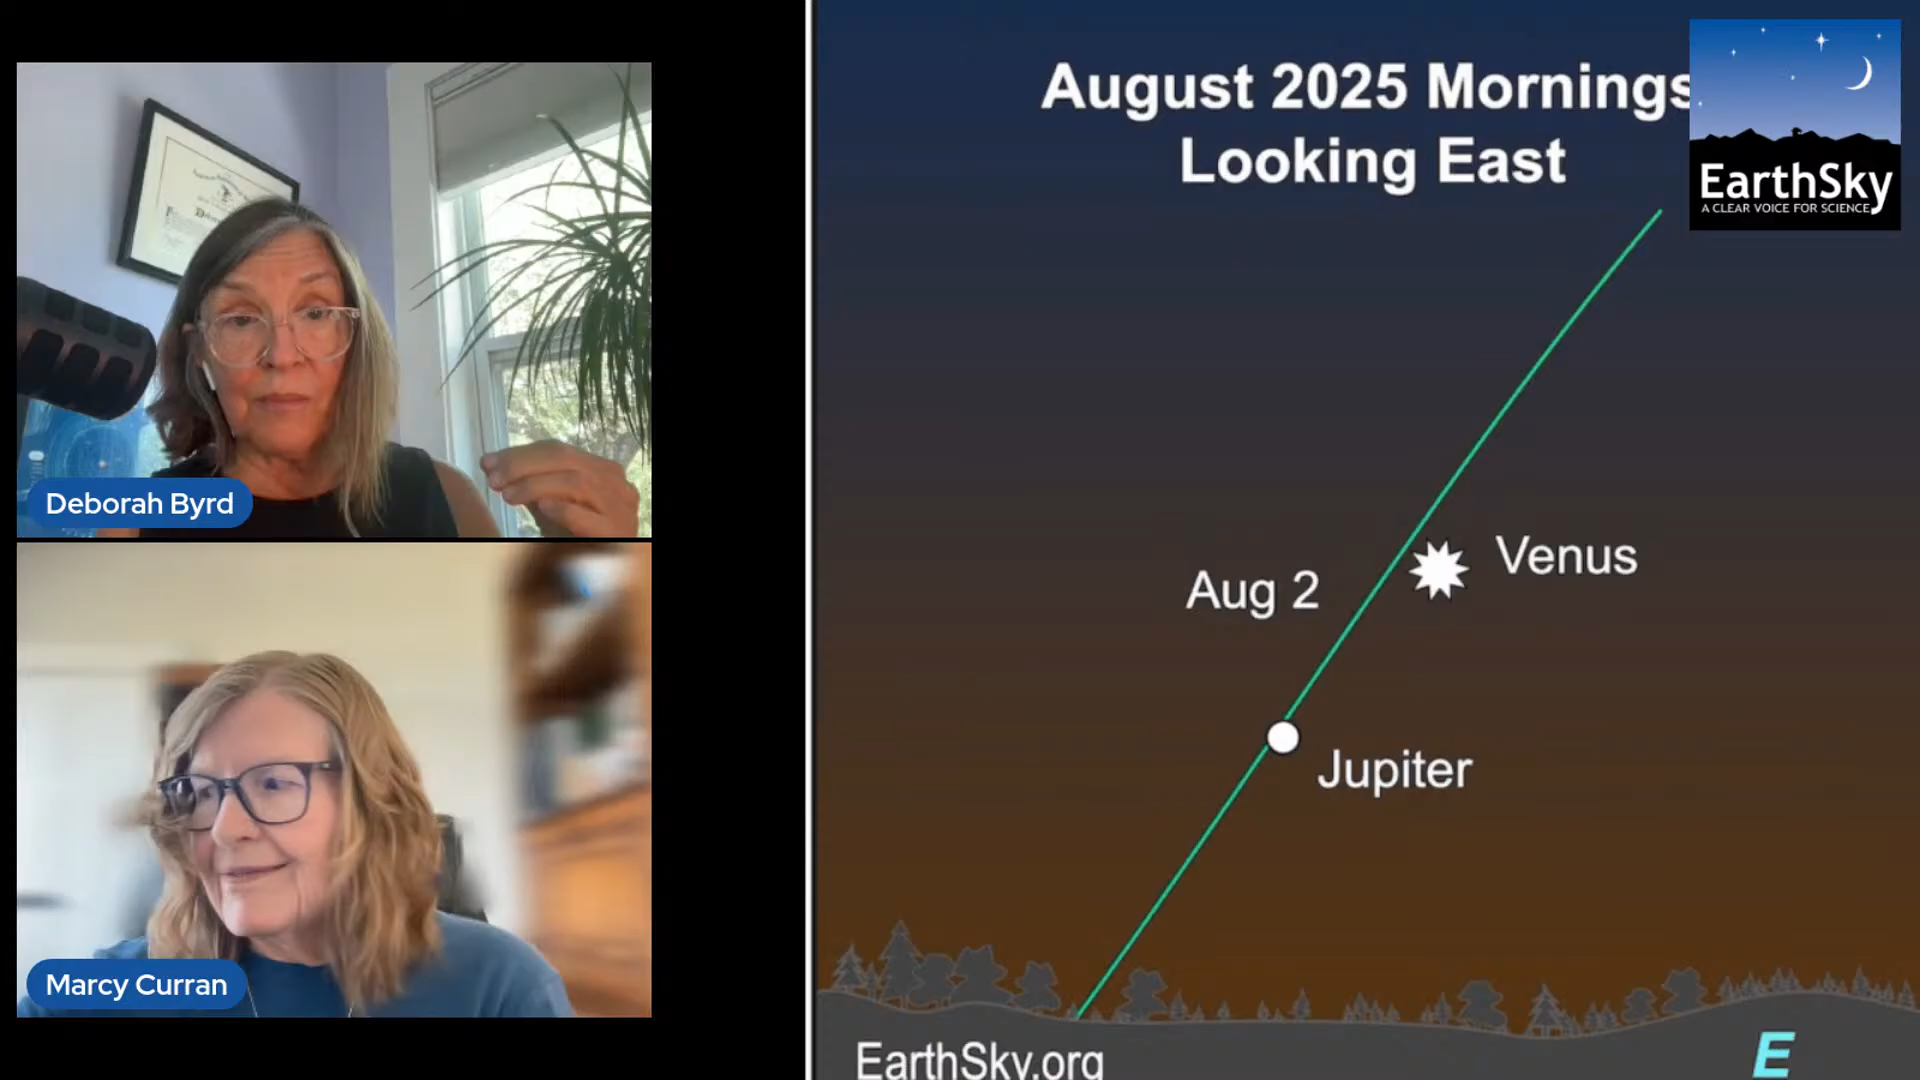 Deborah Byrd
Marcy Curran
August 2025 Mornings
Looking East
EarthSky
A CLEAR VOICE FOR SCIENCE
Venus
Aug 2
Jupiter
EarthSky.org
E